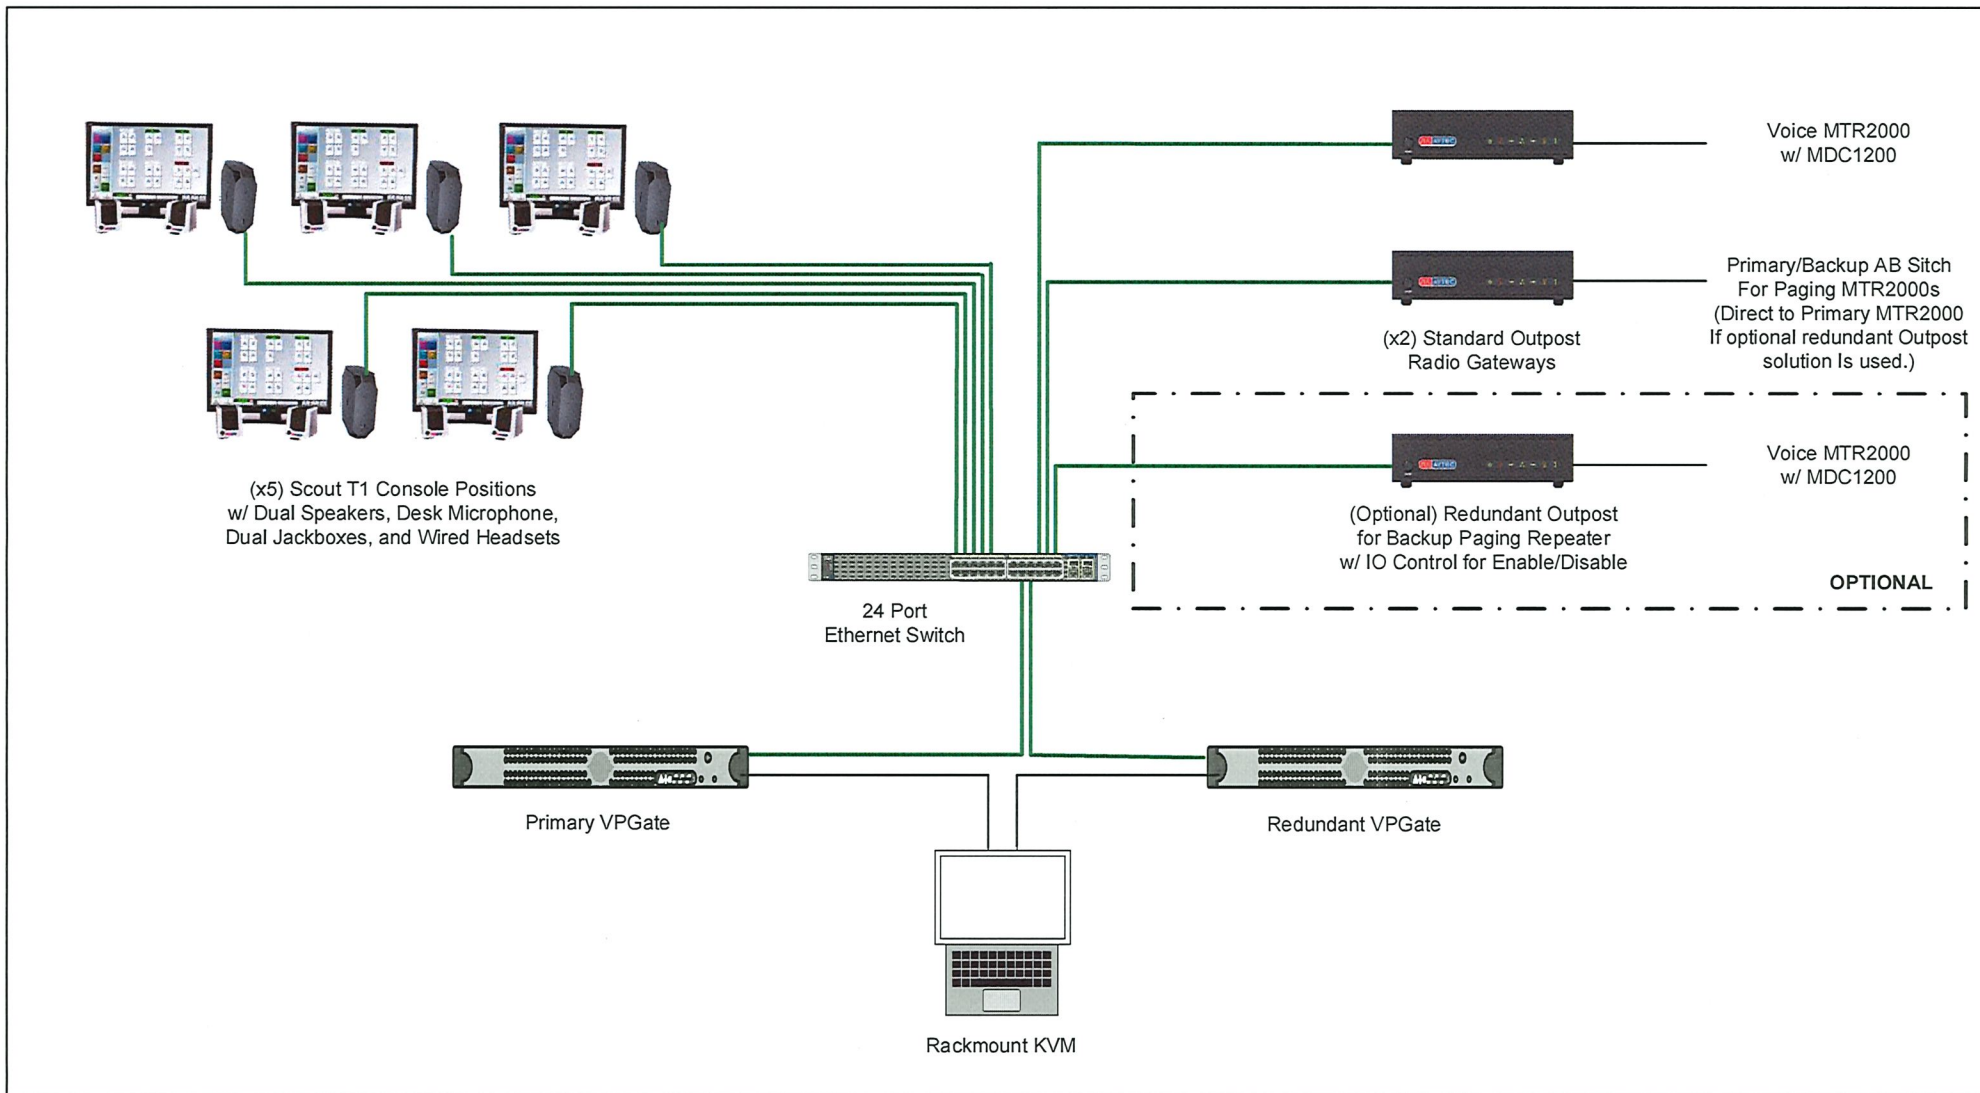 Voice MTR2000
w/ MDC1200
Primary/Backup AB Sitch
For Paging MTR2000s
(Direct to Primary MTR2000
If optional redundant Outpost
solution Is used.)
(x2) Standard Outpost
Radio Gateways
Voice MTR2000
w/ MDC1200
(Optional) Redundant Outpost
for Backup Paging Repeater
w/ IO Control for Enable/Disable
OPTIONAL
(x5) Scout T1 Console Positions
w/ Dual Speakers, Desk Microphone,
Dual Jackboxes, and Wired Headsets
24 Port
Ethernet Switch
Primary VPGate
Redundant VPGate
Rackmount KVM